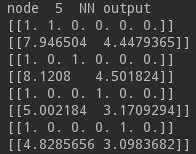 node  5  NN output
[[1. 1. 0. 0. 0. 0.]]
[[7.946504  4.4479365]]
[[1. 0. 1. 0. 0. 0.]]
[[8.1208   4.501824]]
[[1. 0. 0. 1. 0. 0.]]
[[5.002184  3.1709294]]
[[1. 0. 0. 0. 1. 0.]]
[[4.8285656 3.0983682]]